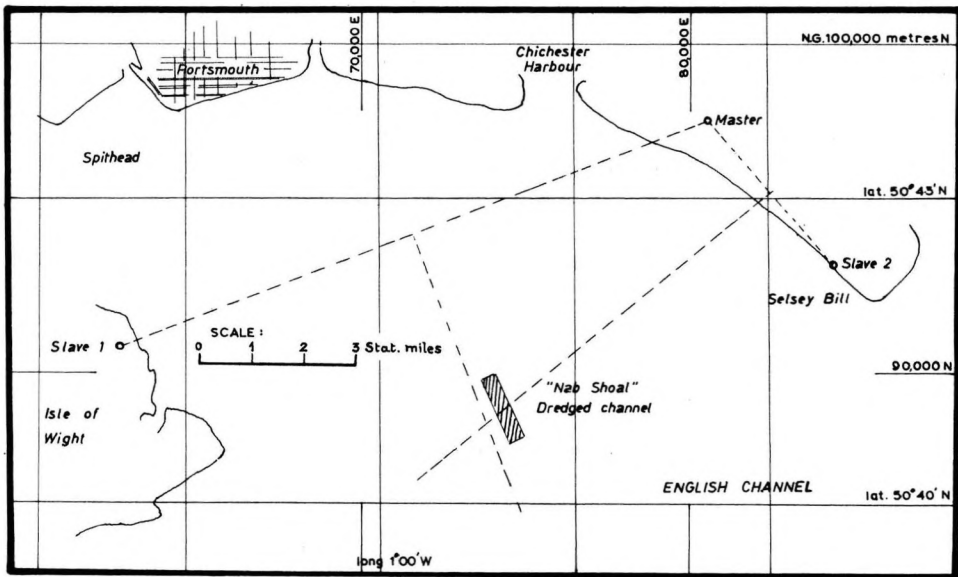 70,000 E
80,000 E
N.G. 100,000 metres N
Portsmouth
Chichester
Harbour
Master
Spithead
lat. 50°45'N
Slave 2
Selsey Bill
Slave 1
SCALE:
0 1 2 3 Stat. miles
90,000 N
"Nab Shoal"
Dredged channel
Isle of
Wight
ENGLISH CHANNEL
lat. 50°40'N
long 1°00'W